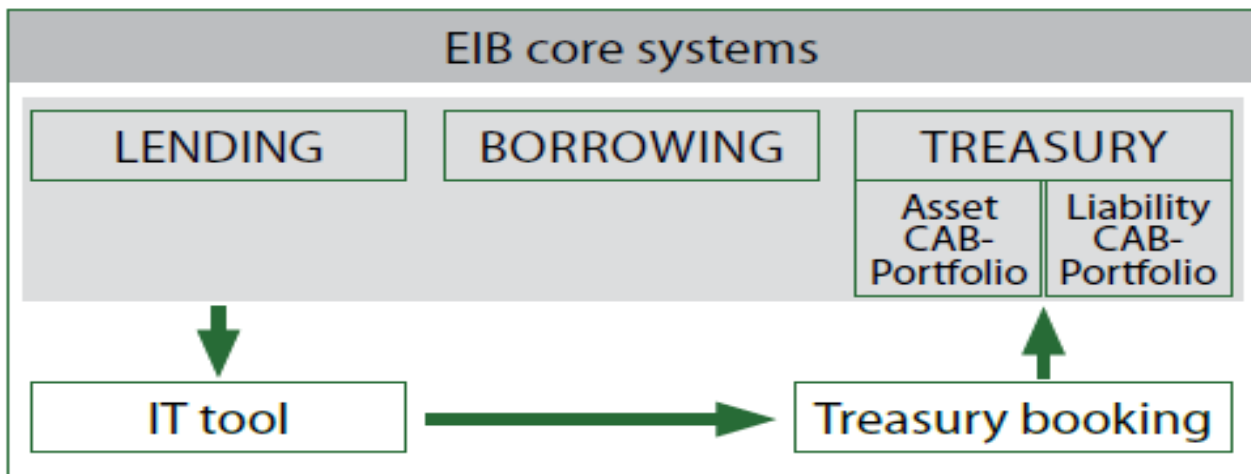 EIB core systems
LENDING
BORROWING
TREASURY
Asset
CAB-
Portfolio
Liability
CAB-
Portfolio
IT tool
Treasury booking